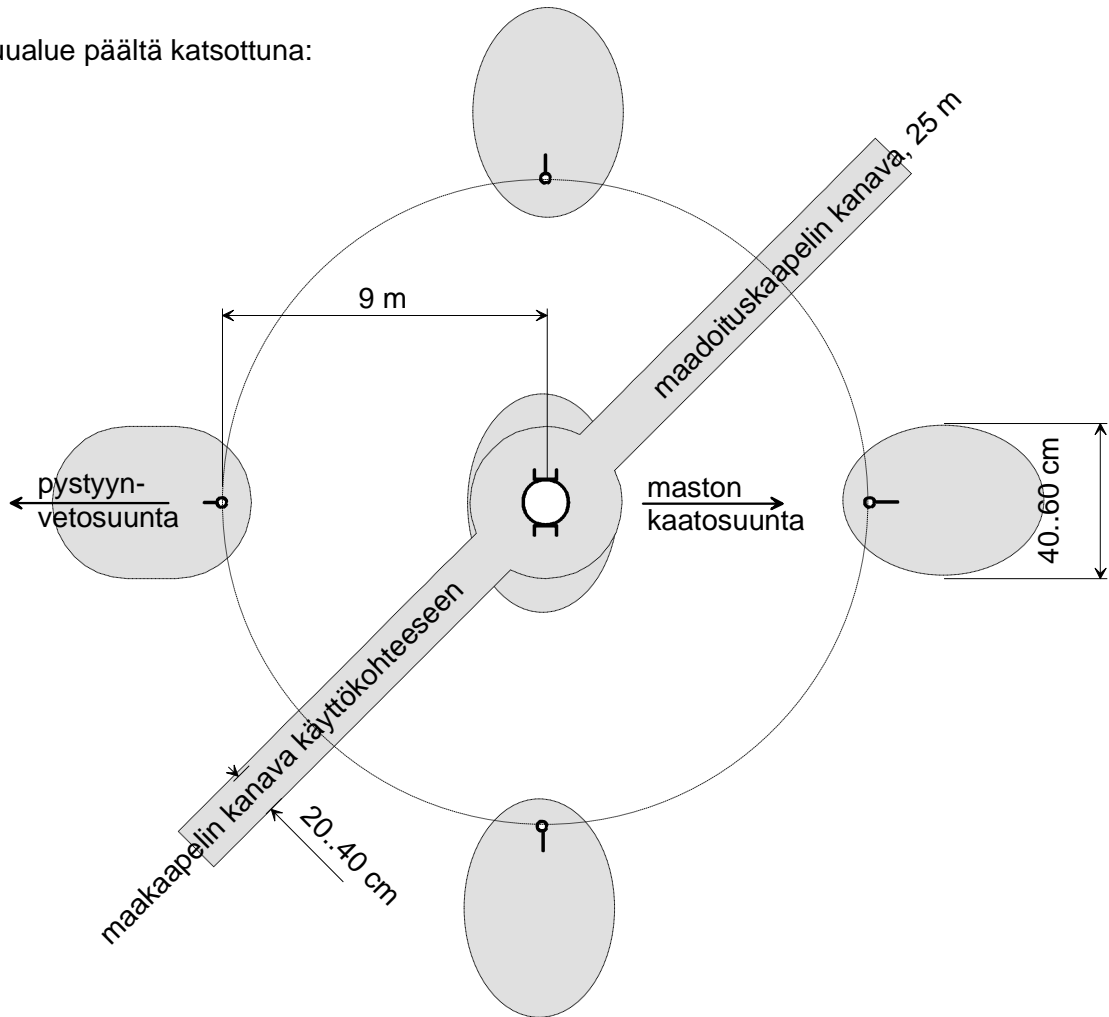 päältä katsottuna:
maadoituskaapelin kanava, 25 m
9 m
pystyyn-
vetosuunta
maston
kaatosuunta
40..60 cm
maakaapelin kanava käyttökohteeseen
20..40 cm